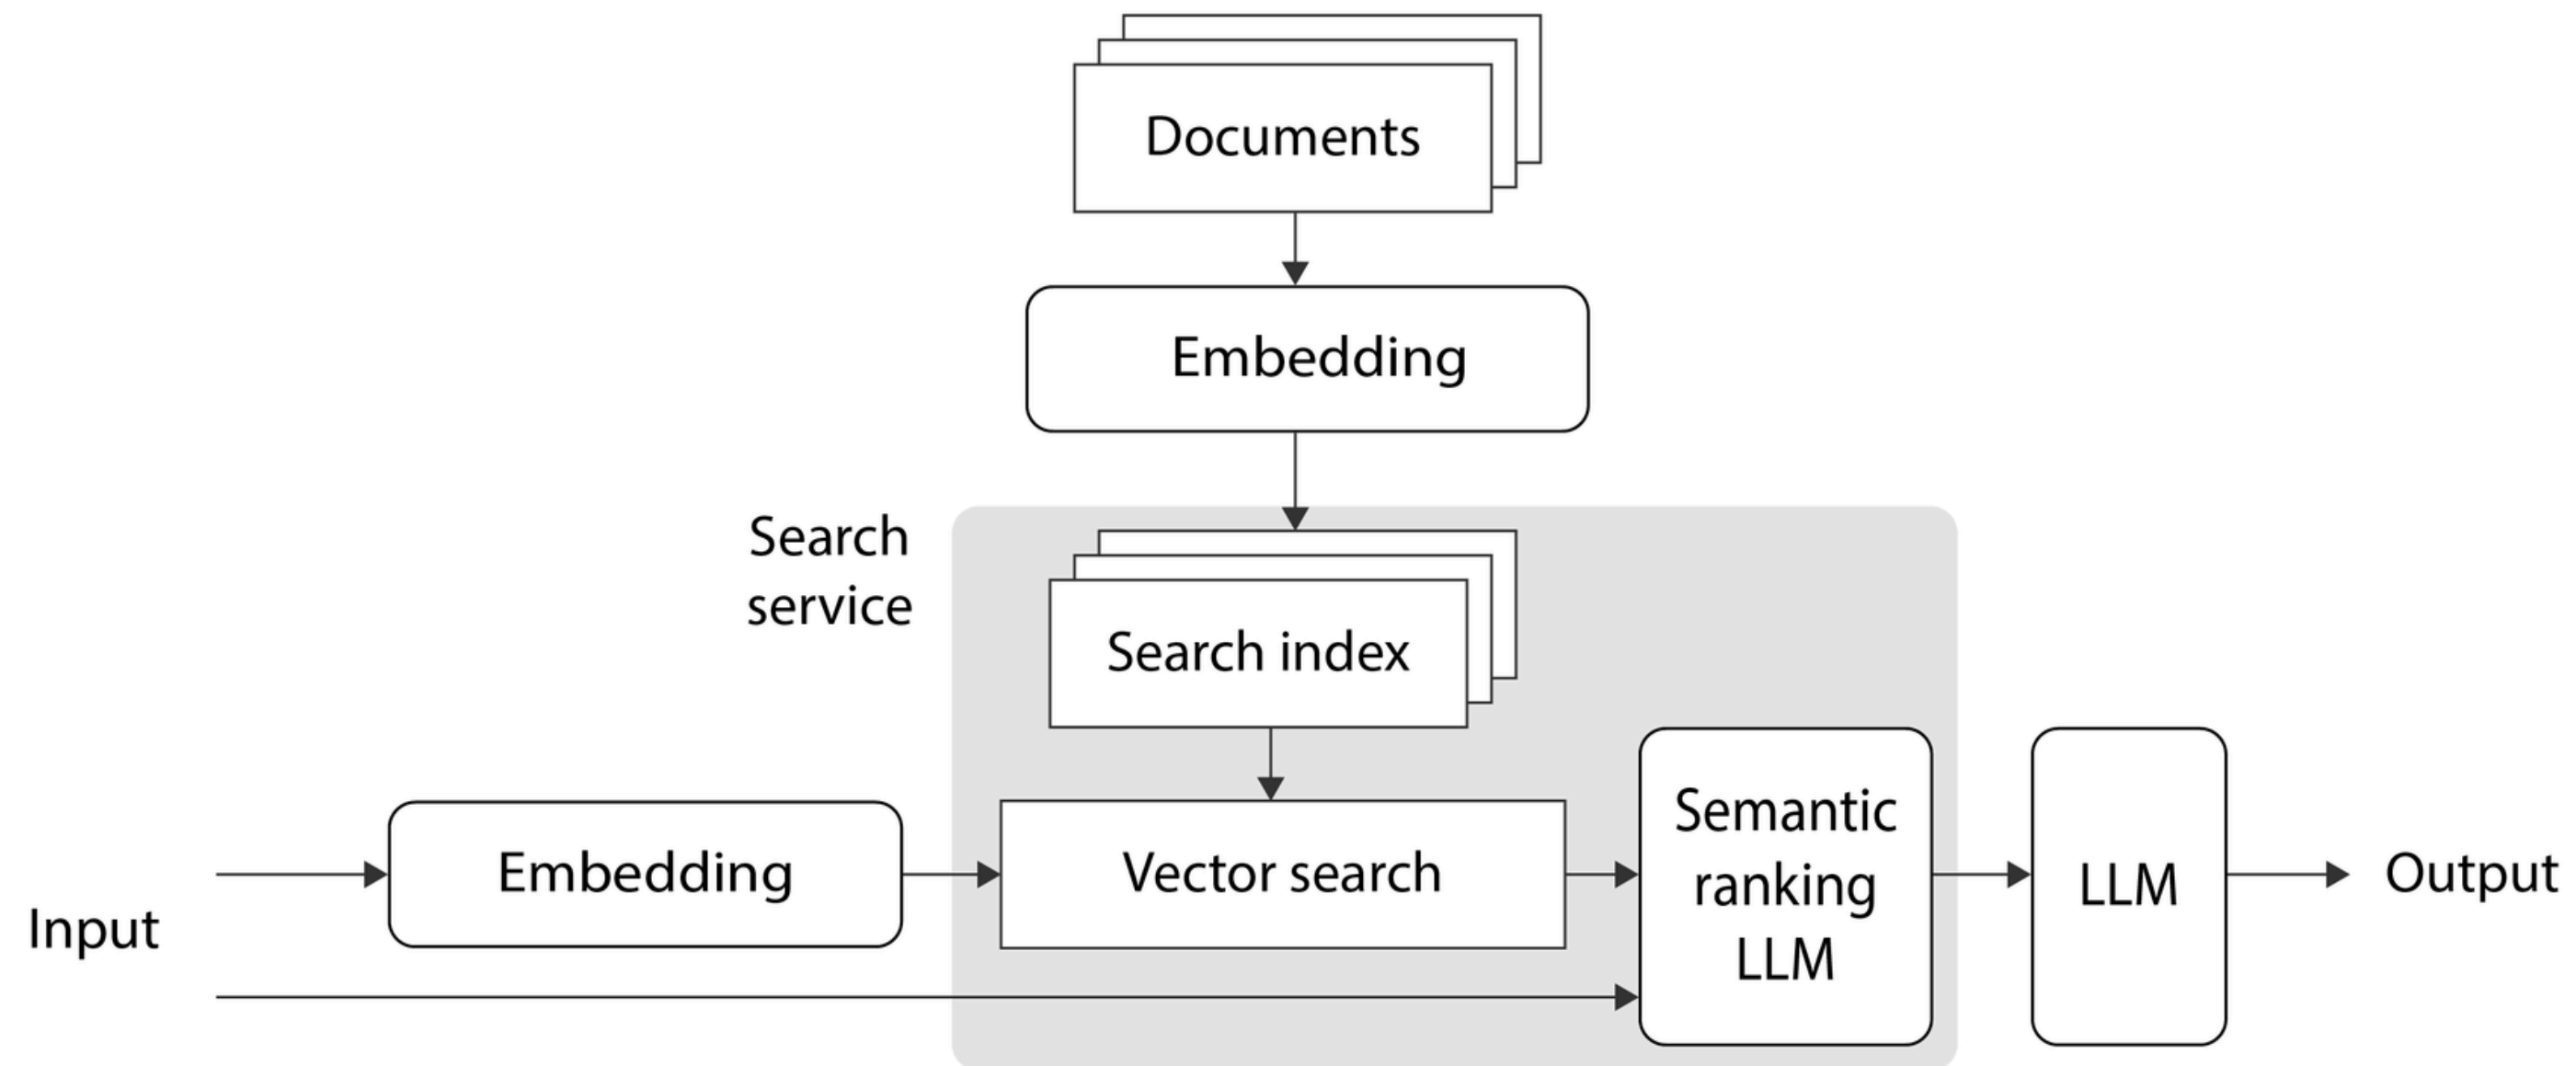 Documents
Embedding
Search
service
Search index
Input
Embedding
Vector search
Semantic
ranking
LLM
LLM
Output